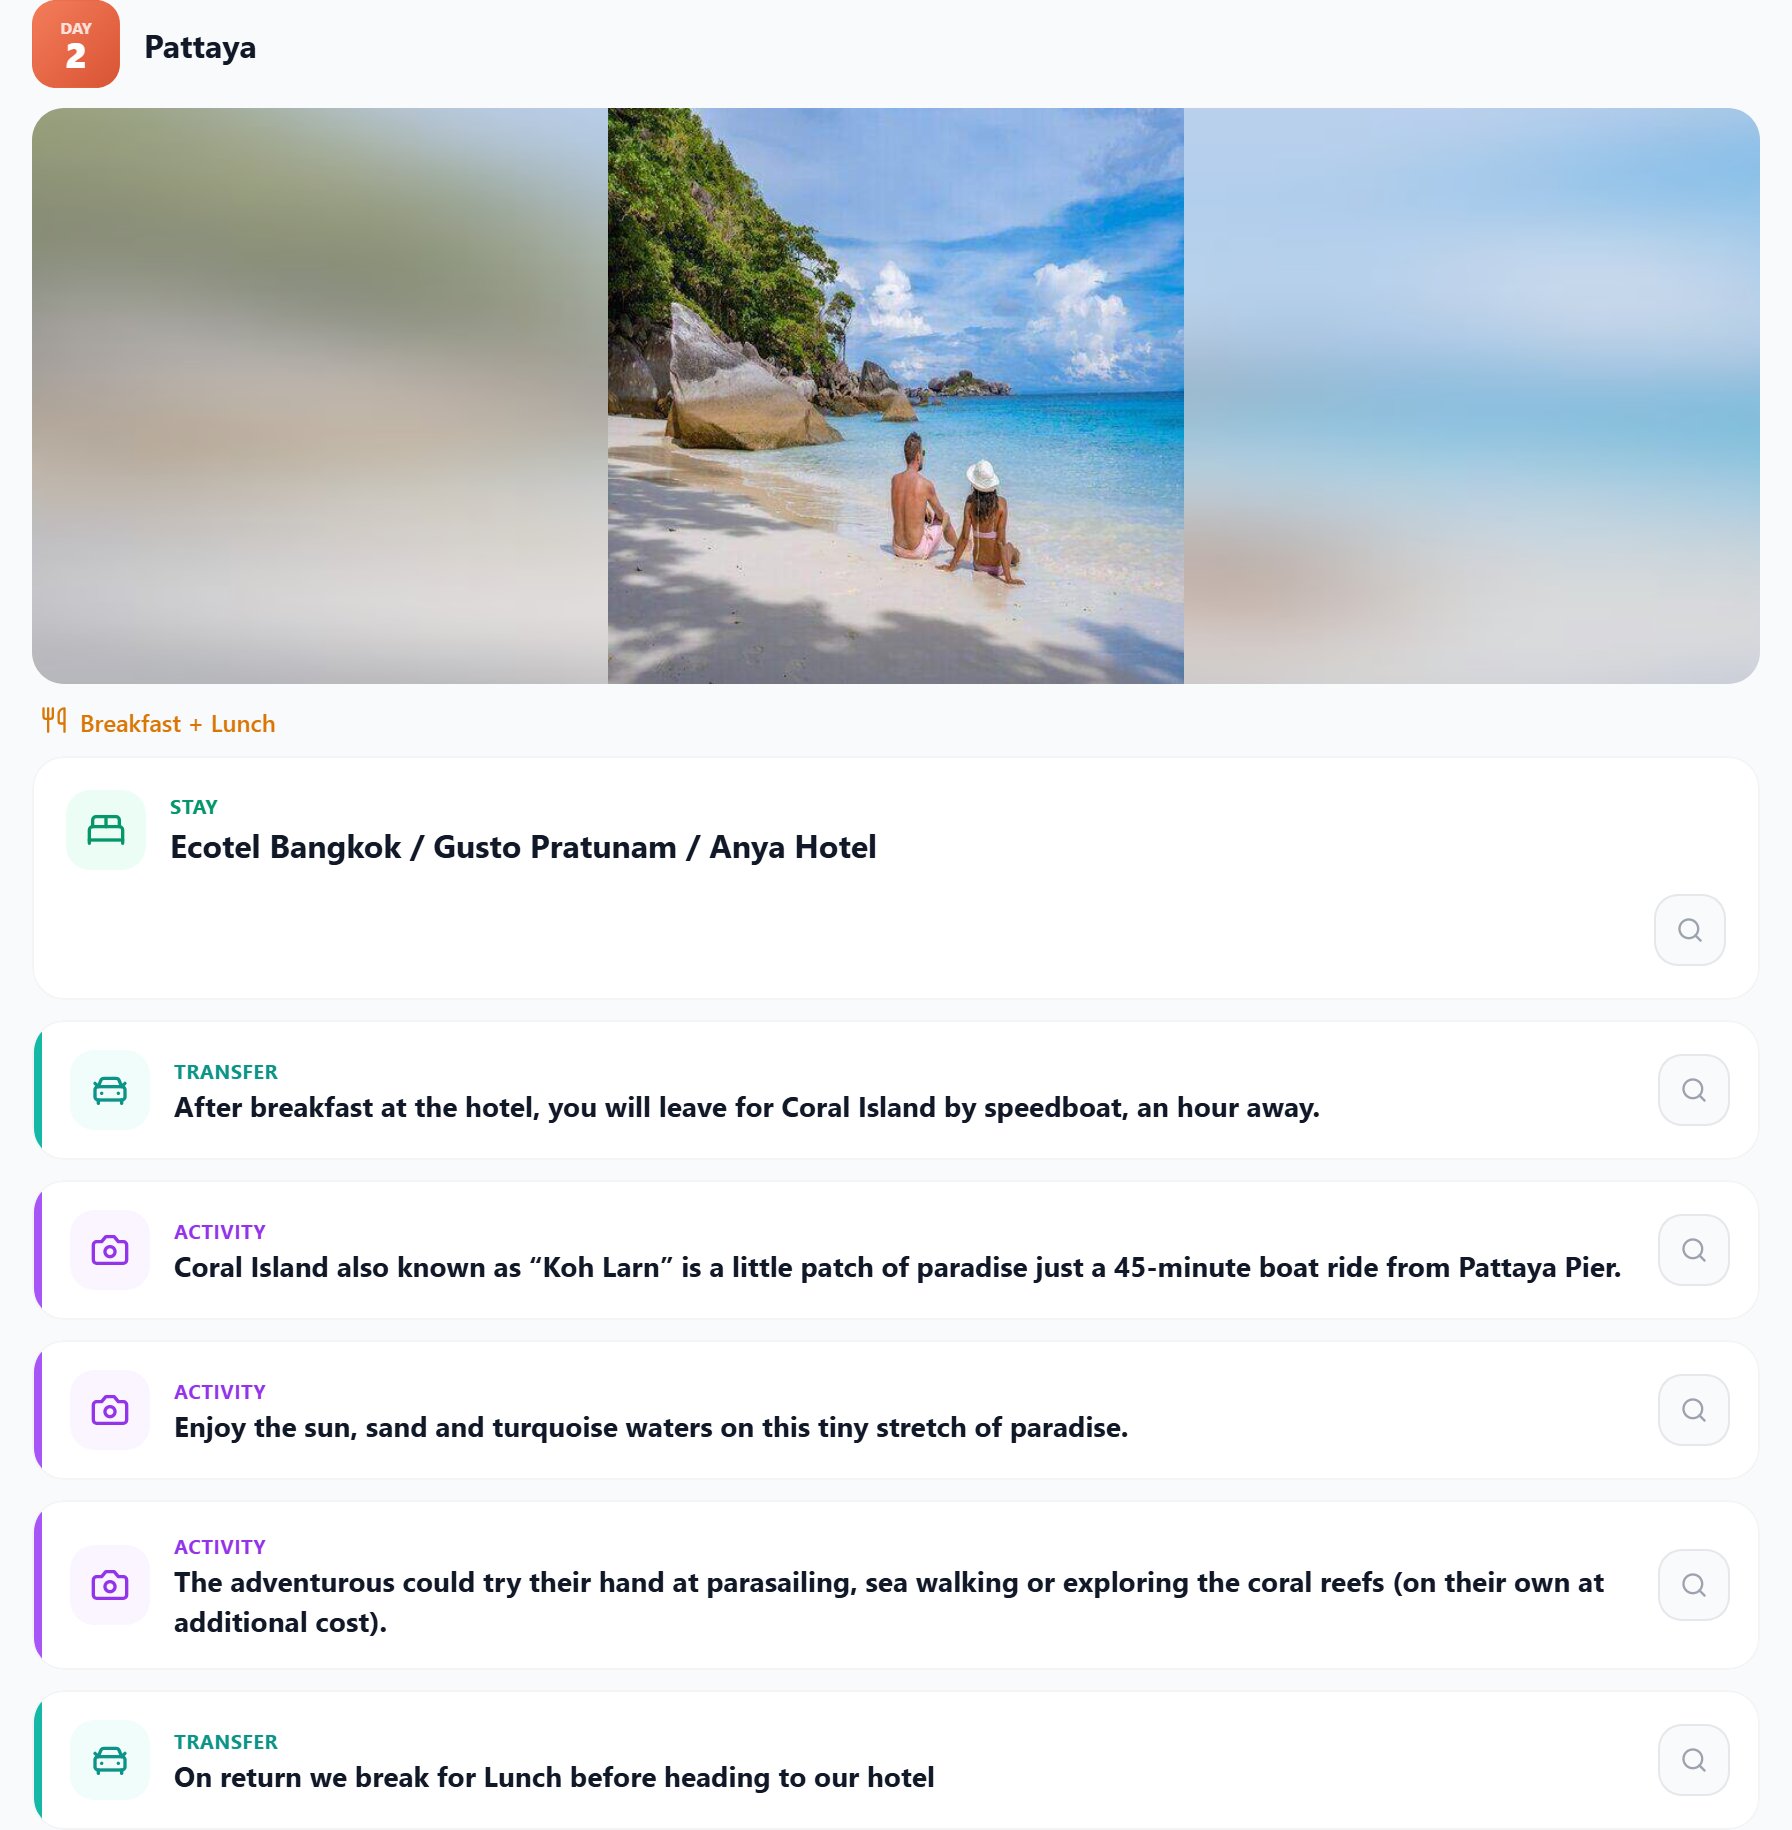 DAY
2
Pattaya
Breakfast + Lunch
STAY
Ecotel Bangkok / Gusto Pratunam / Anya Hotel
TRANSFER
After breakfast at the hotel, you will leave for Coral Island by speedboat, an hour away.
ACTIVITY
Coral Island also known as “Koh Larn” is a little patch of paradise just a 45-minute boat ride from Pattaya Pier.
ACTIVITY
Enjoy the sun, sand and turquoise waters on this tiny stretch of paradise.
ACTIVITY
The adventurous could try their hand at parasailing, sea walking or exploring the coral reefs (on their own at
additional cost).
TRANSFER
On return we break for Lunch before heading to our hotel